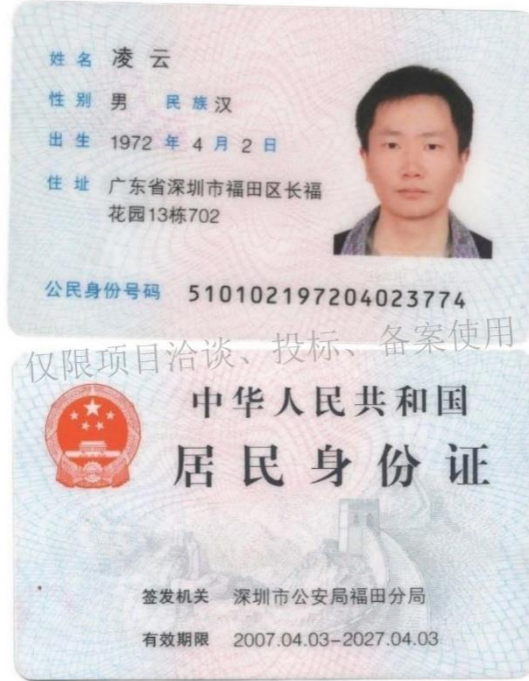 姓名 凌云
性别 男 民族 汉
出生 1972 年 4 月 2 日
住址 广东省深圳市福田区长福
花园13栋702
公民身份号码 510102197204023774
仅限项目洽谈、投标、备案使用
中华人民共和国
居民身份证
签发机关 深圳市公安局福田分局
有效期限 2007.04.03-2027.04.03